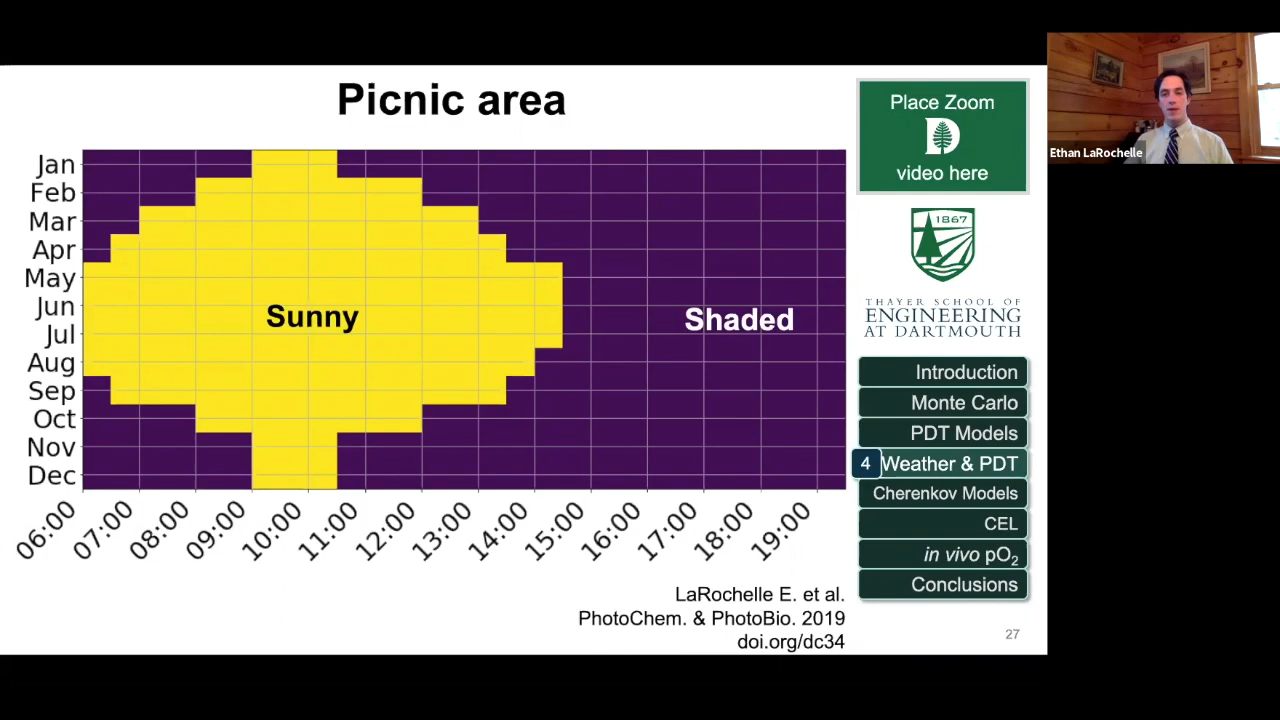 Picnic area
Jan
Feb
Mar
Apr
May
Jun
Jul
Aug
Sep
Oct
Nov
Dec
Sunny
Shaded
06:00
07:00
08:00
09:00
10:00
11:00
12:00
13:00
14:00
15:00
16:00
17:00
18:00
19:00
LaRochelle E. et al.
PhotoChem. & PhotoBio. 2019
doi.org/dc34
Place Zoom
D
video here
1867
THAYER SCHOOL OF
ENGINEERING
AT DARTMOUTH
Introduction
Monte Carlo
PDT Models
4 Weather & PDT
Cherenkov Models
CEL
in vivo pO₂
Conclusions
27
Ethan LaRochelle